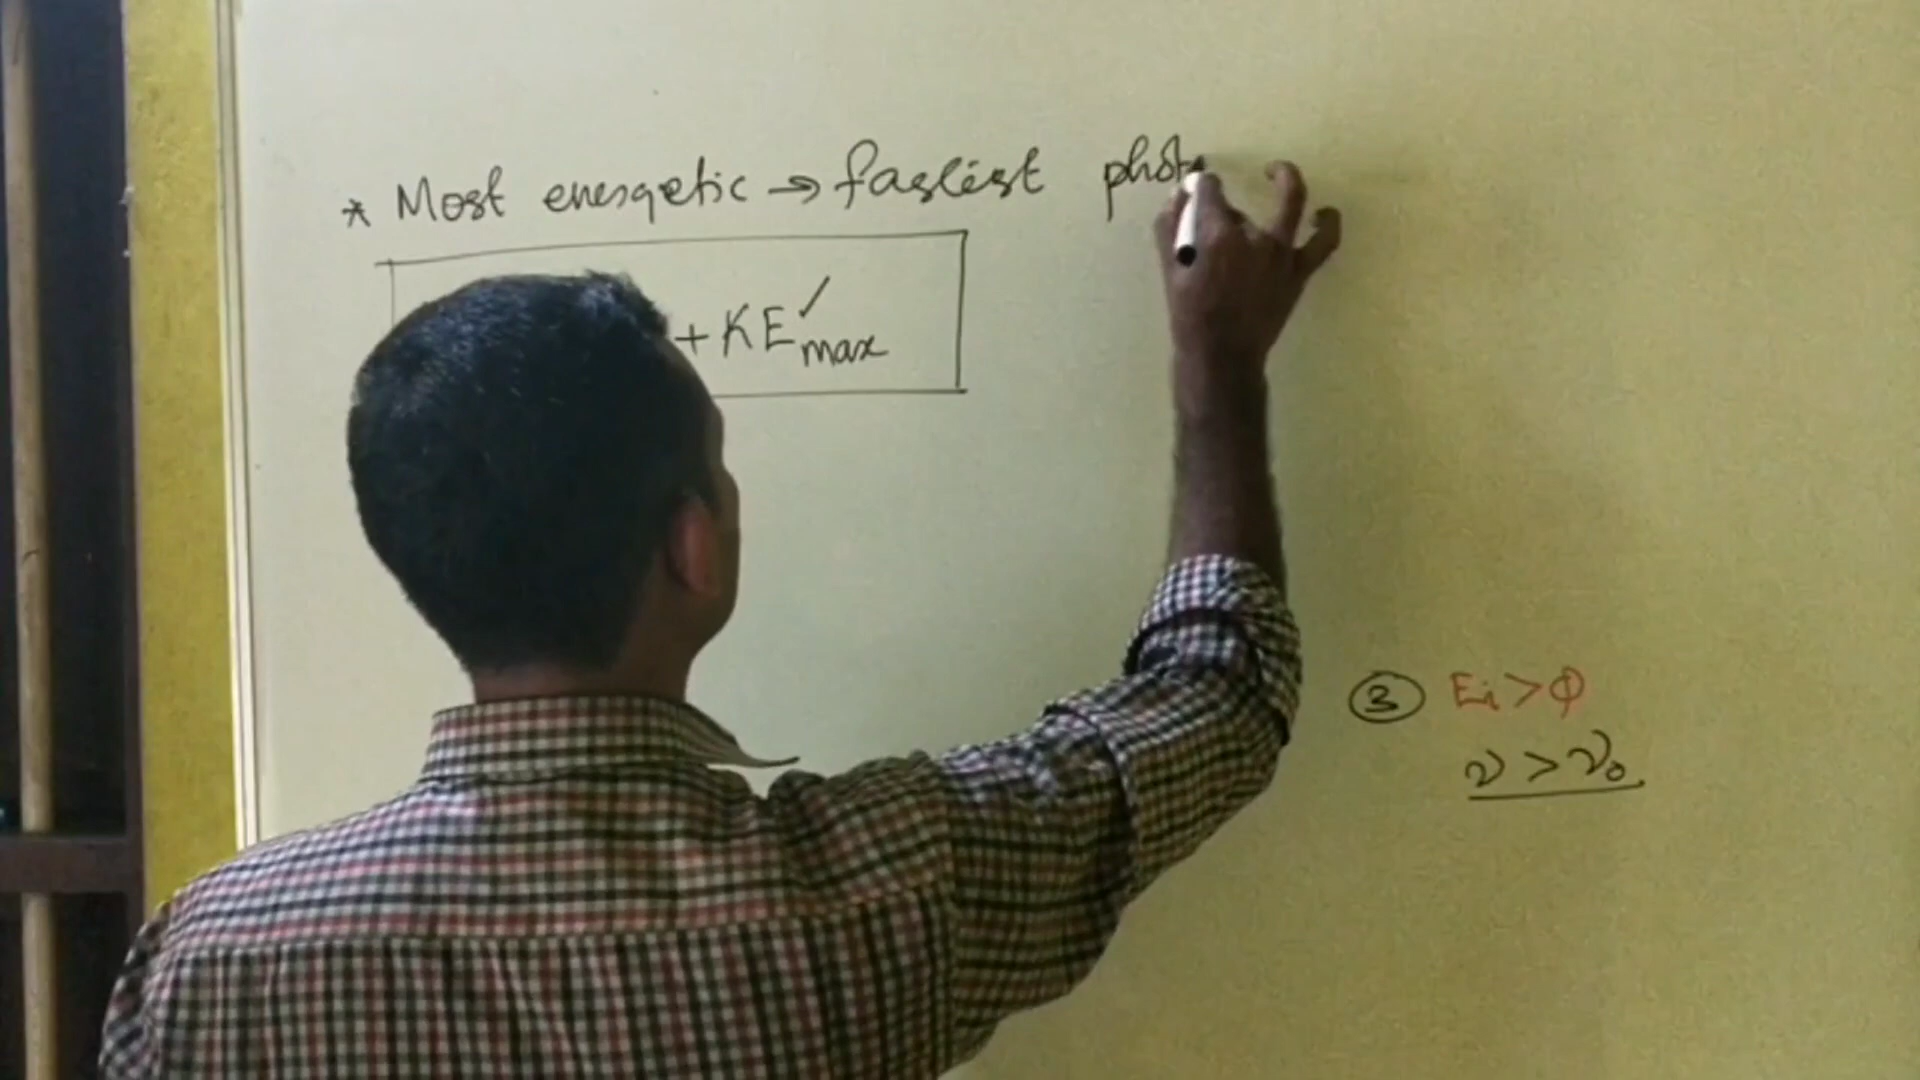 * Most energetic → fastest phot
+ KE✓max
③ Ei > φ
ν > ν₀